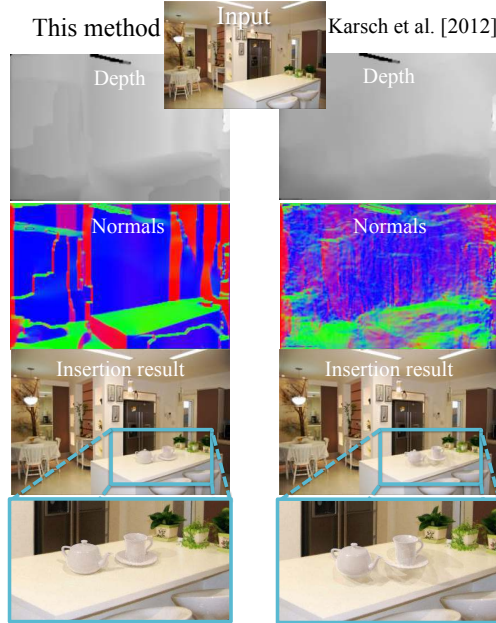 This method
Input
Karsch et al. [2012]
Depth
Depth
Normals
Normals
Insertion result
Insertion result